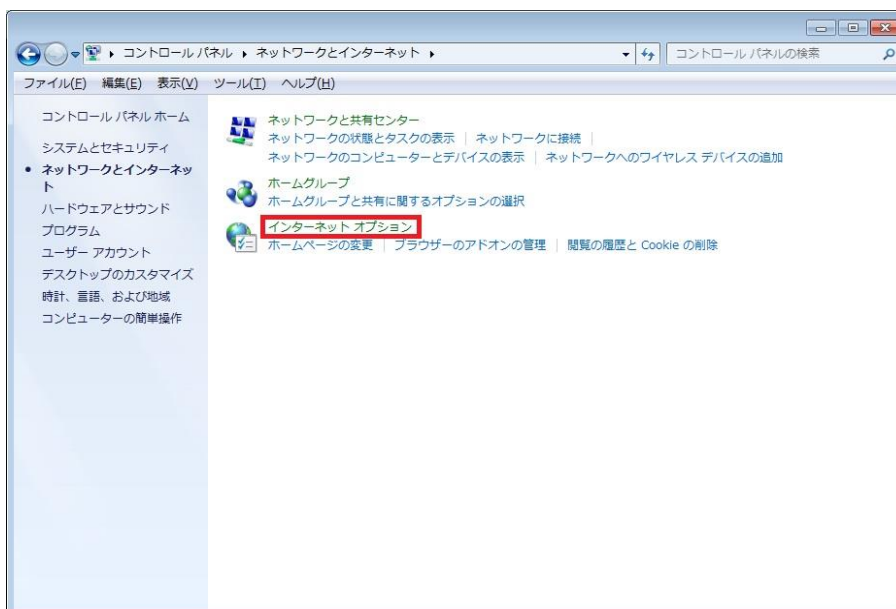 コントロール パネル ネットワークとインターネット
コントロール パネルの検索
ファイル(F) 編集(E) 表示(V) ツール(T) ヘルプ(H)
コントロール パネル ホーム
システムとセキュリティ
ネットワークとインターネッ
ト
ハードウェアとサウンド
プログラム
ユーザー アカウント
デスクトップのカスタマイズ
時計、言語、および地域
コンピューターの簡単操作
ネットワークと共有センター
ネットワークの状態とタスクの表示 ネットワークに接続
ネットワークのコンピューターとデバイスの表示 ネットワークへのワイヤレス デバイスの追加
ホームグループ
ホームグループと共有に関するオプションの選択
インターネット オプション
ホームページの変更 ブラウザーのアドオンの管理 閲覧の履歴と Cookie の削除